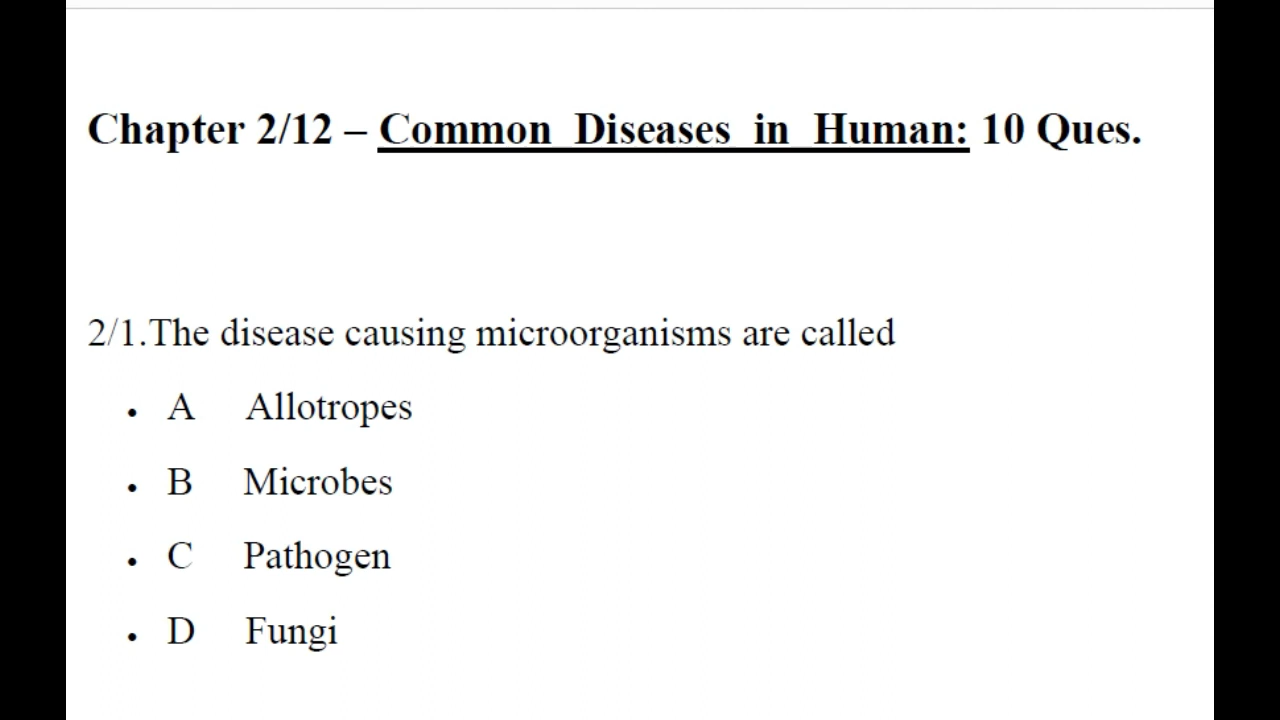 Chapter 2/12 – Common Diseases in Human: 10 Ques.
2/1.The disease causing microorganisms are called
• A Allotropes
• B Microbes
• C Pathogen
• D Fungi